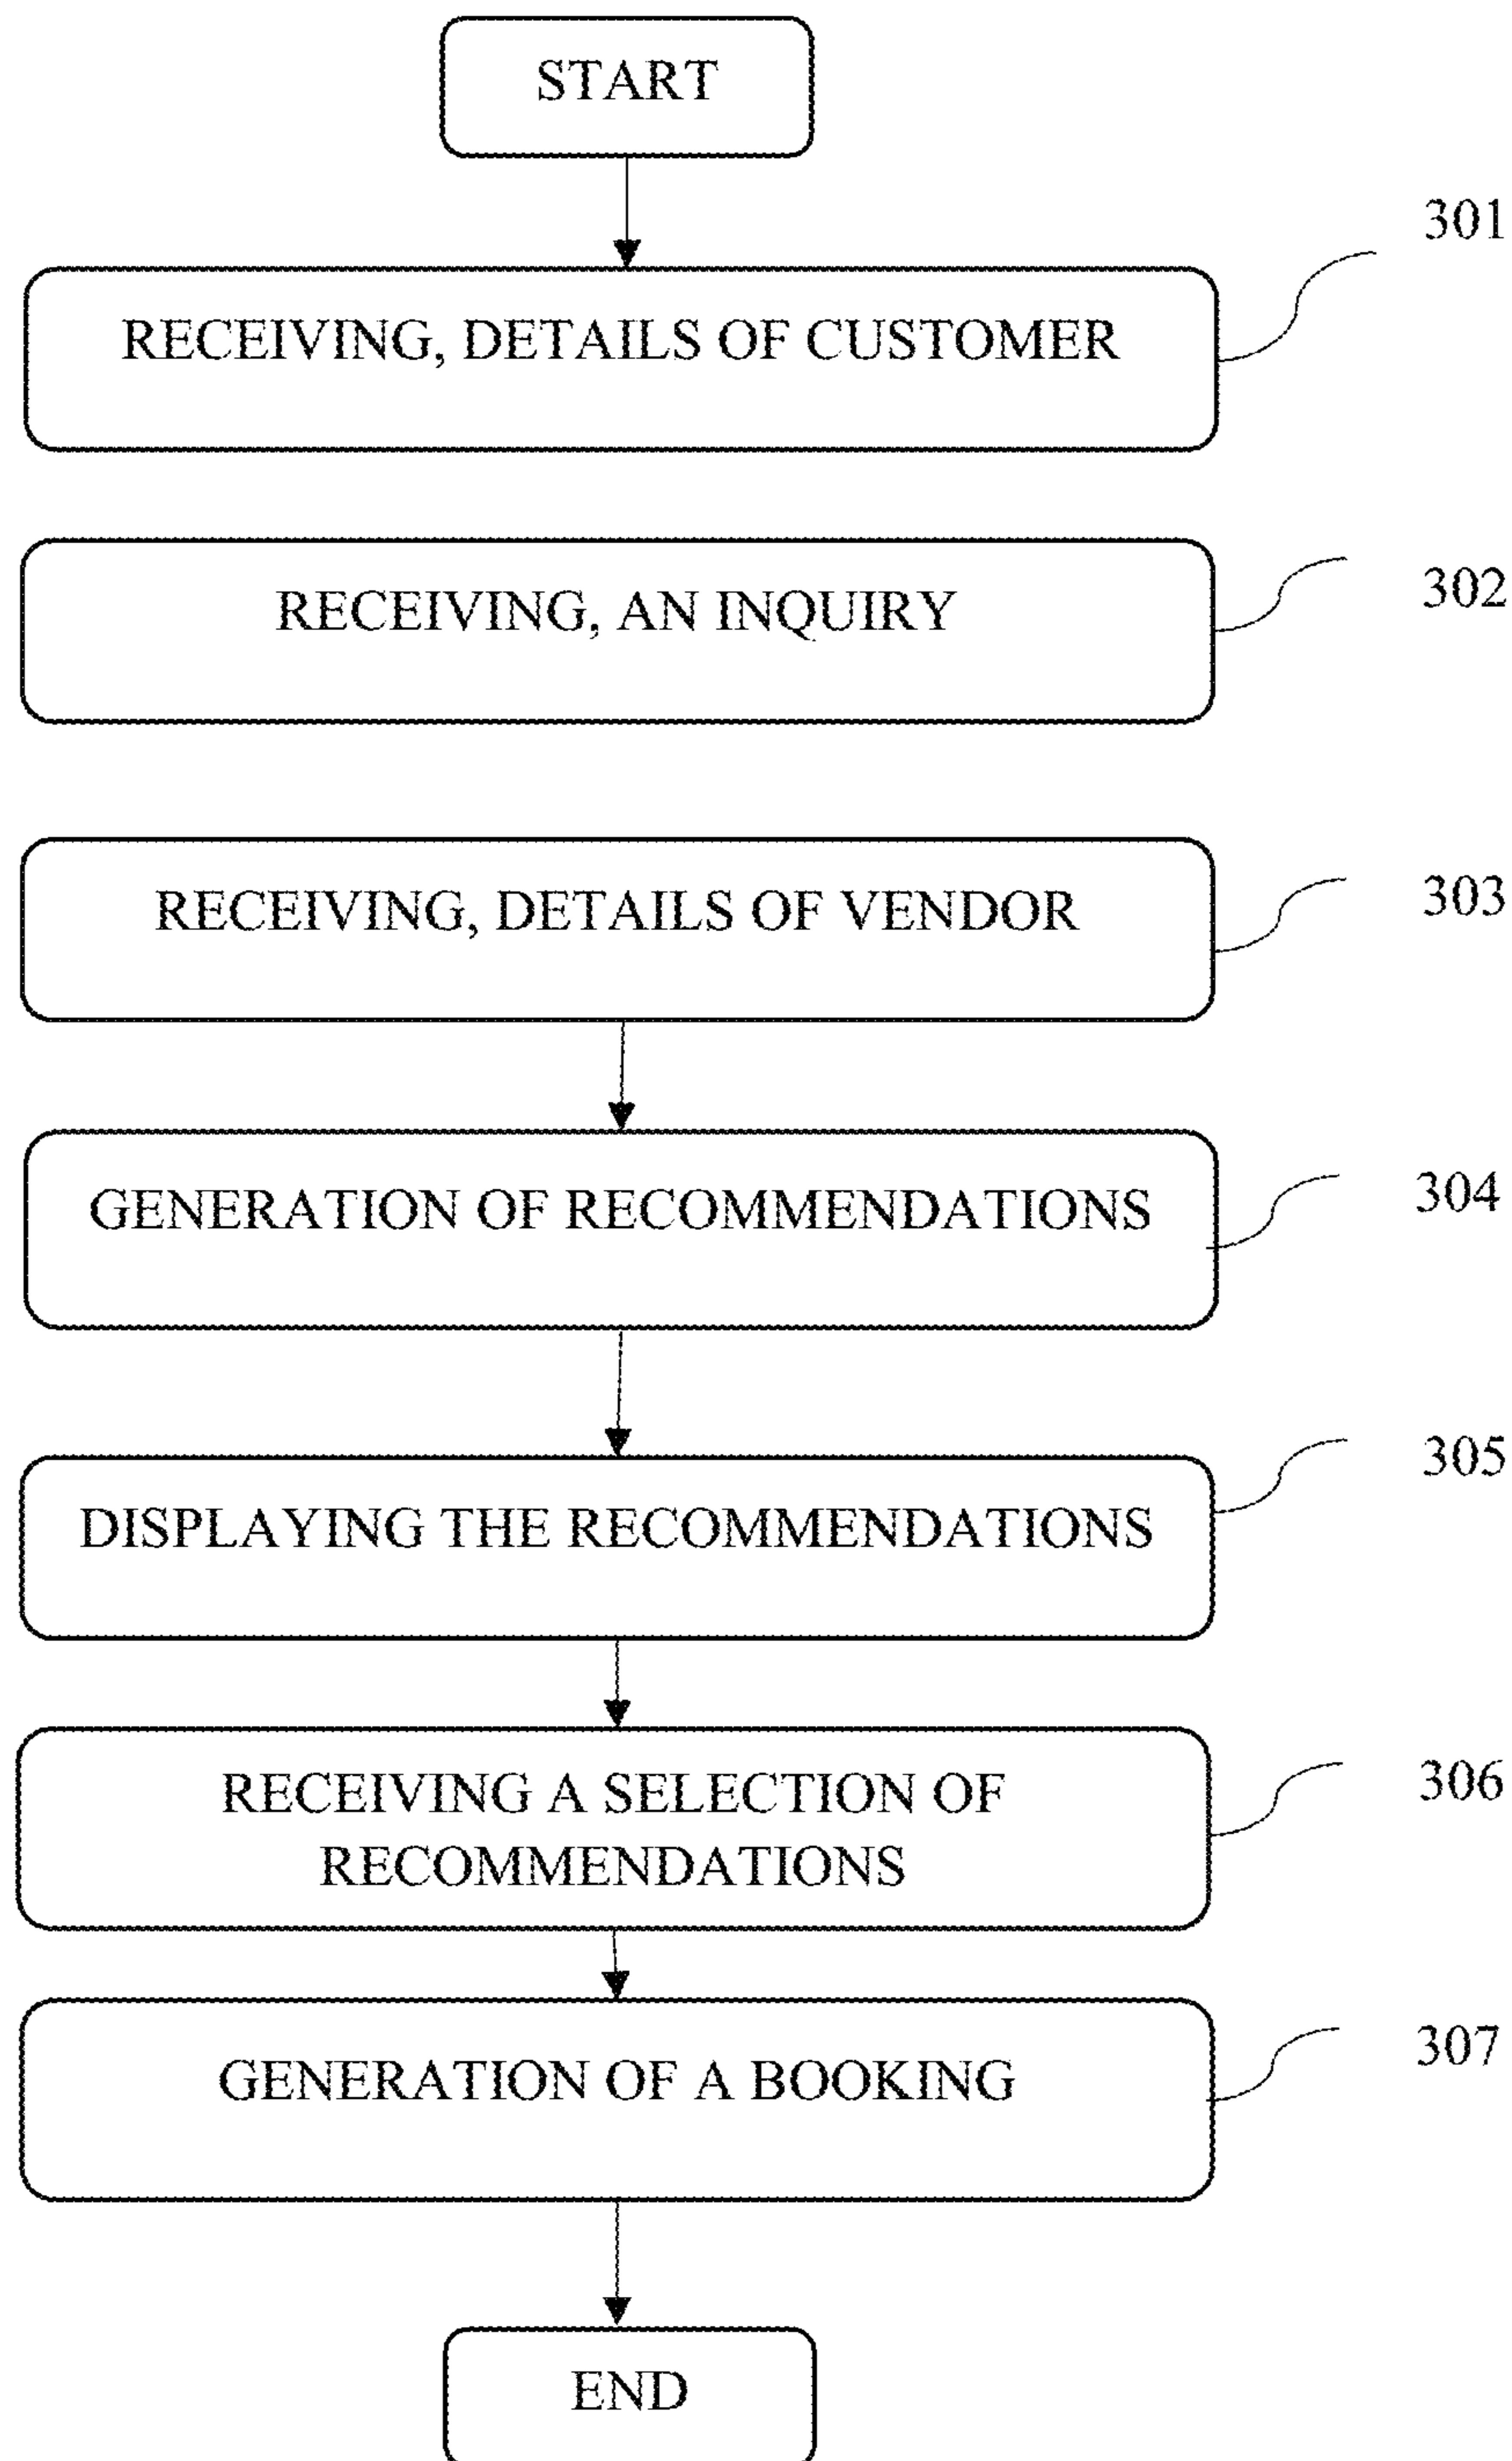 START
301
RECEIVING, DETAILS OF CUSTOMER
302
RECEIVING, AN INQUIRY
303
RECEIVING, DETAILS OF VENDOR
304
GENERATION OF RECOMMENDATIONS
305
DISPLAYING THE RECOMMENDATIONS
306
RECEIVING A SELECTION OF
RECOMMENDATIONS
307
GENERATION OF A BOOKING
END